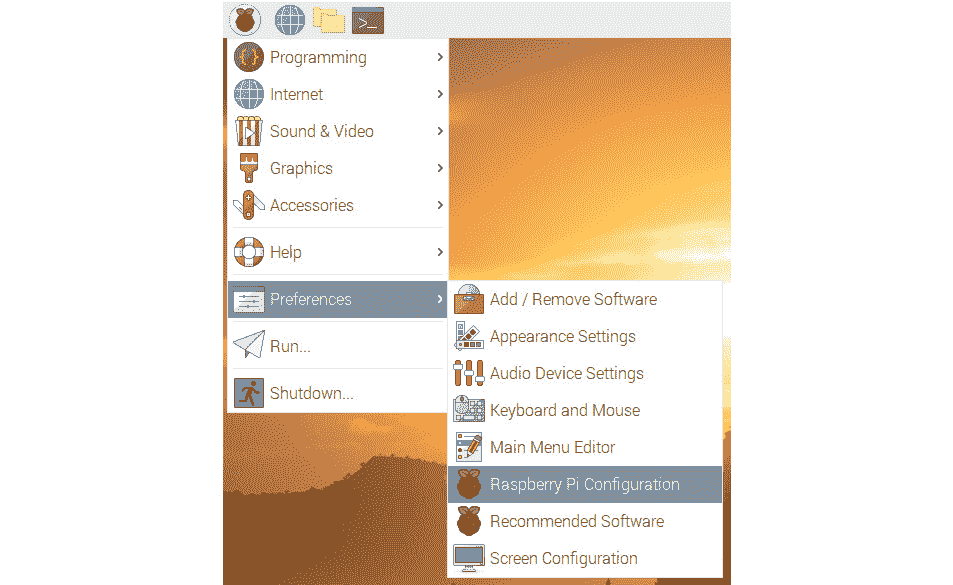 Programming
Internet
Sound & Video
Graphics
Accessories
Help
Preferences
Run...
Shutdown...
Add / Remove Software
Appearance Settings
Audio Device Settings
Keyboard and Mouse
Main Menu Editor
Raspberry Pi Configuration
Recommended Software
Screen Configuration